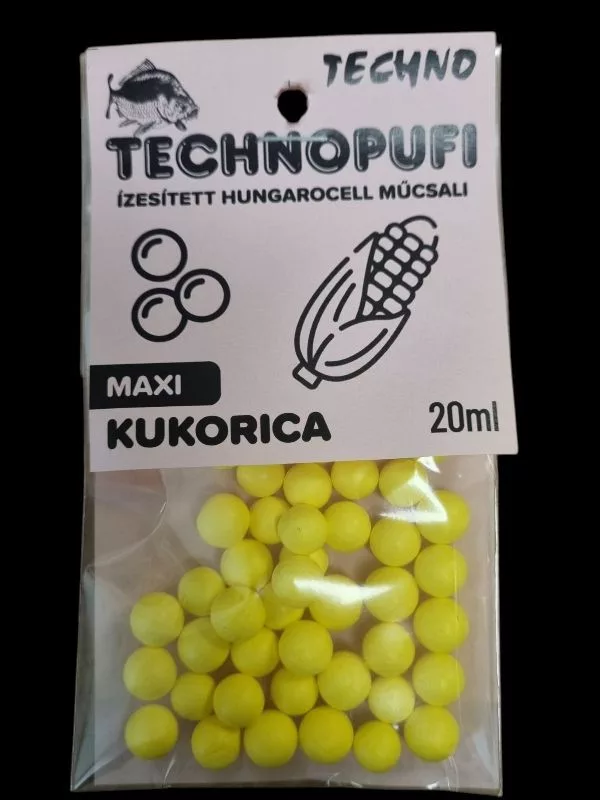 TECHNO
TECHNOPUFI
ÍZESÍTETT HUNGAROCELL MŰCSALI
MAXI
KUKORICA
20ml